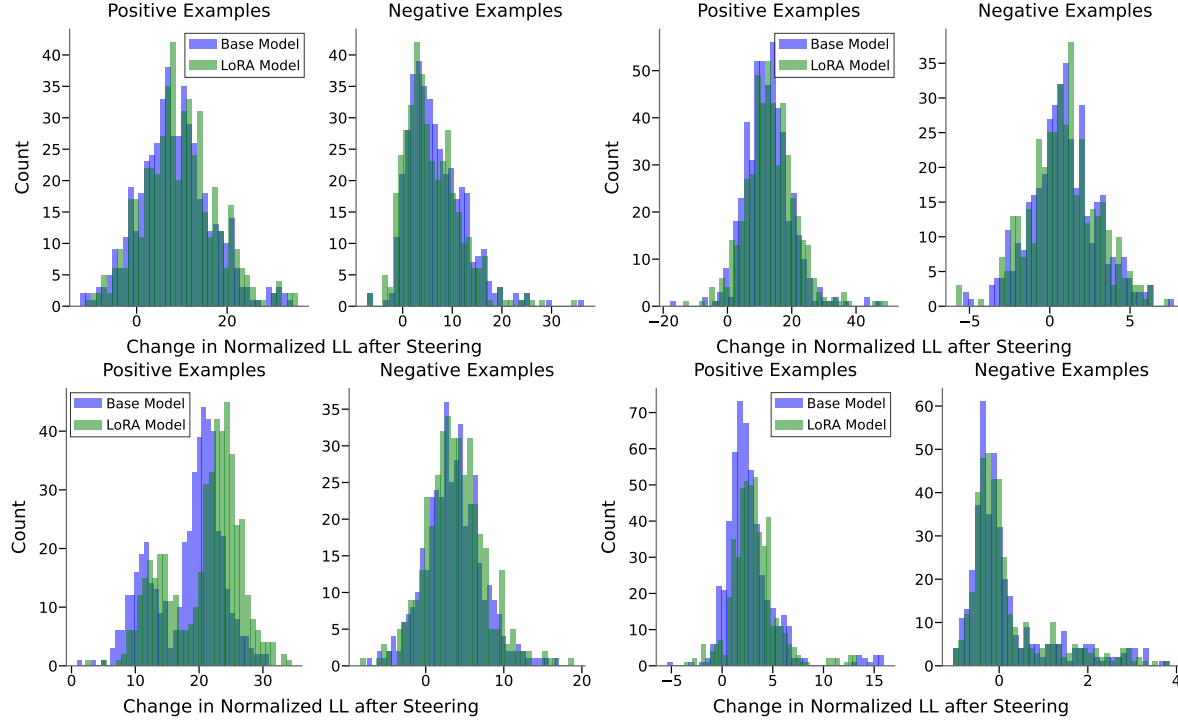 Positive Examples
Negative Examples
Positive Examples
Negative Examples
Base Model
LoRA Model
Base Model
LoRA Model
Count
0
5
10
15
20
25
30
35
40
0
5
10
15
20
25
30
35
40
Count
0
10
20
30
40
50
0
5
10
15
20
25
30
35
0 20
0 10 20 30
−20 0 20 40
−5 0 5
Change in Normalized LL after Steering
Change in Normalized LL after Steering
Positive Examples
Negative Examples
Positive Examples
Negative Examples
Base Model
LoRA Model
Base Model
LoRA Model
Count
0
10
20
30
40
0
5
10
15
20
25
30
35
Count
0
10
20
30
40
50
60
70
0
10
20
30
40
50
60
0 10 20 30
0 10 20
−5 0 5 10 15
0 2 4
Change in Normalized LL after Steering
Change in Normalized LL after Steering